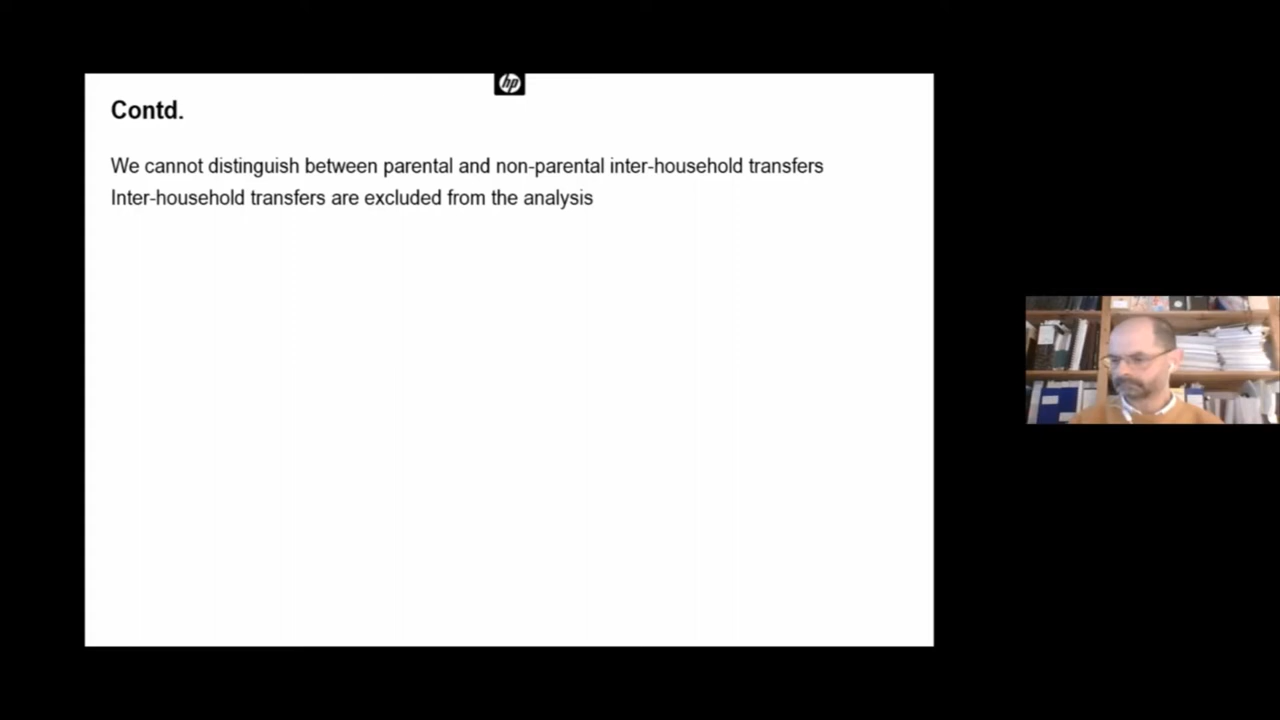 hp
Contd.
We cannot distinguish between parental and non-parental inter-household transfers
Inter-household transfers are excluded from the analysis